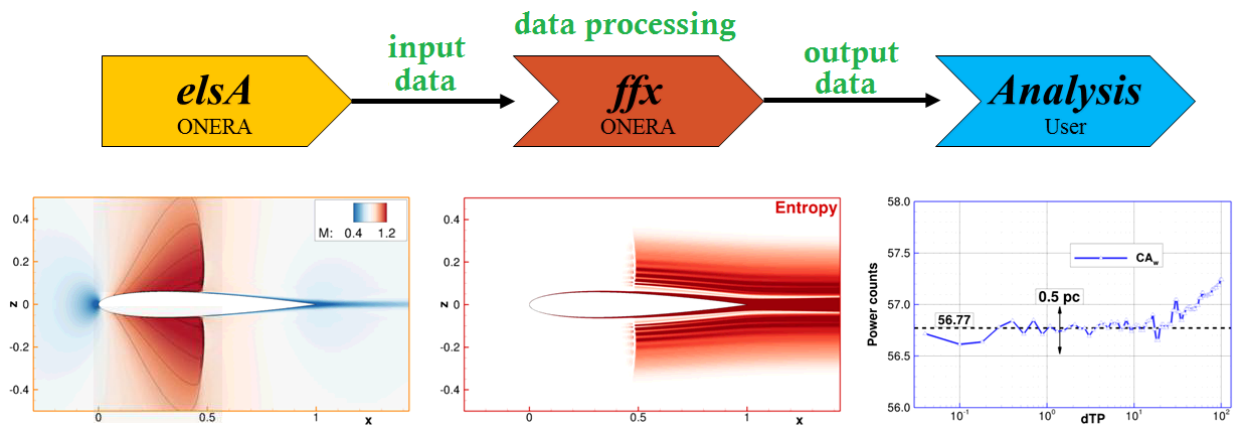 data processing
input
data
output
data
elsA
ONERA
ffx
ONERA
Analysis
User
0.4
0.2
0
-0.2
-0.4
z
0
0.5
1
x
M: 0.4 1.2
Entropy
0.4
0.2
0
-0.2
-0.4
z
0
0.5
1
x
58.0
57.5
57.0
56.5
56.0
Power counts
CAw
0.5 pc
56.77
10-1
100
101
102
dTP